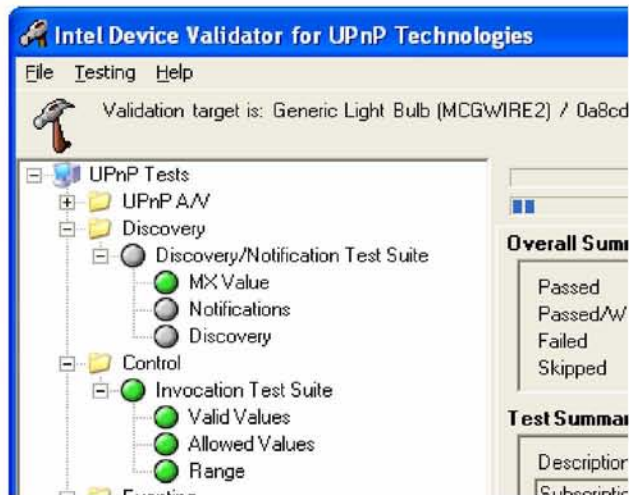 Intel Device Validator for UPnP Technologies
File Testing Help
Validation target is: Generic Light Bulb (MCGWIRE2) / 0a8cd
UPnP Tests
UPnP A/V
Discovery
Discovery/Notification Test Suite
MX Value
Notifications
Discovery
Control
Invocation Test Suite
Valid Values
Allowed Values
Range
Overall Summ
Passed
Passed/W
Failed
Skipped
Test Summar
Description